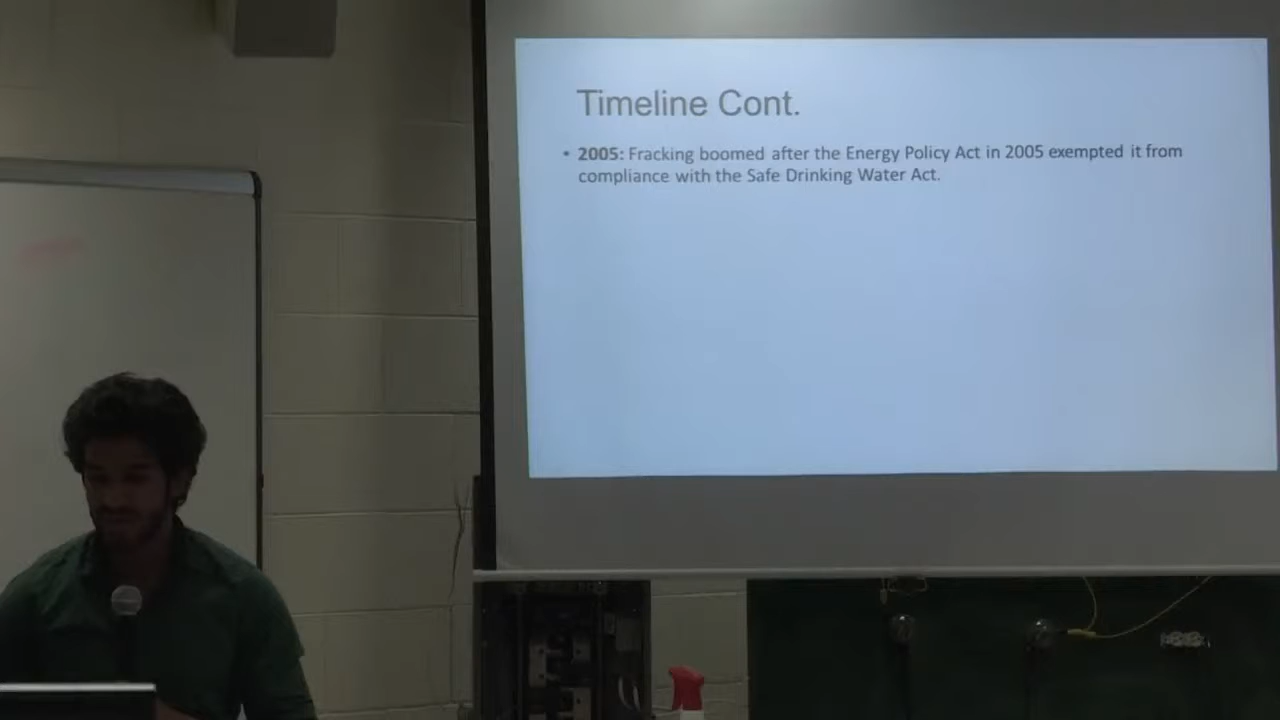 Timeline Cont.
• 2005: Fracking boomed after the Energy Policy Act in 2005 exempted it from
compliance with the Safe Drinking Water Act.